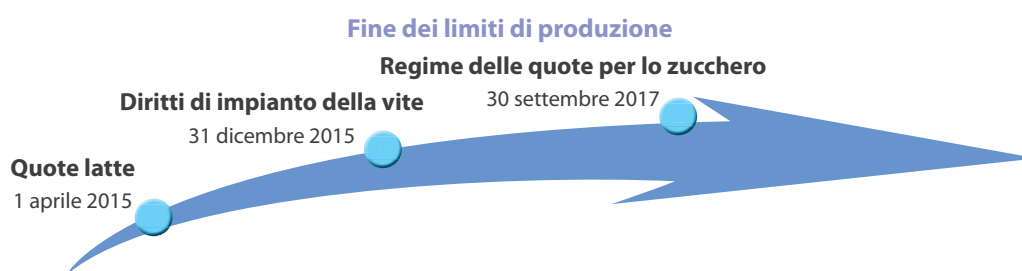 Fine dei limiti di produzione
Regime delle quote per lo zucchero
30 settembre 2017
Diritti di impianto della vite
31 dicembre 2015
Quote latte
1 aprile 2015